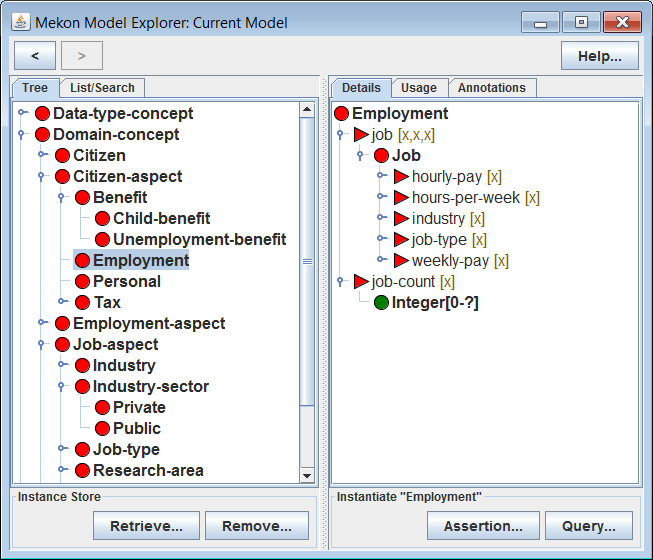 Mekon Model Explorer: Current Model
< > Help...
Tree List/Search
Data-type-concept
Domain-concept
Citizen
Citizen-aspect
Benefit
Child-benefit
Unemployment-benefit
Employment
Personal
Tax
Employment-aspect
Job-aspect
Industry
Industry-sector
Private
Public
Job-type
Research-area
Instance Store
Retrieve... Remove...
Details Usage Annotations
Employment
job [x,x,x]
Job
hourly-pay [x]
hours-per-week [x]
industry [x]
job-type [x]
weekly-pay [x]
job-count [x]
Integer[0-?]
Instantiate "Employment"
Assertion... Query...